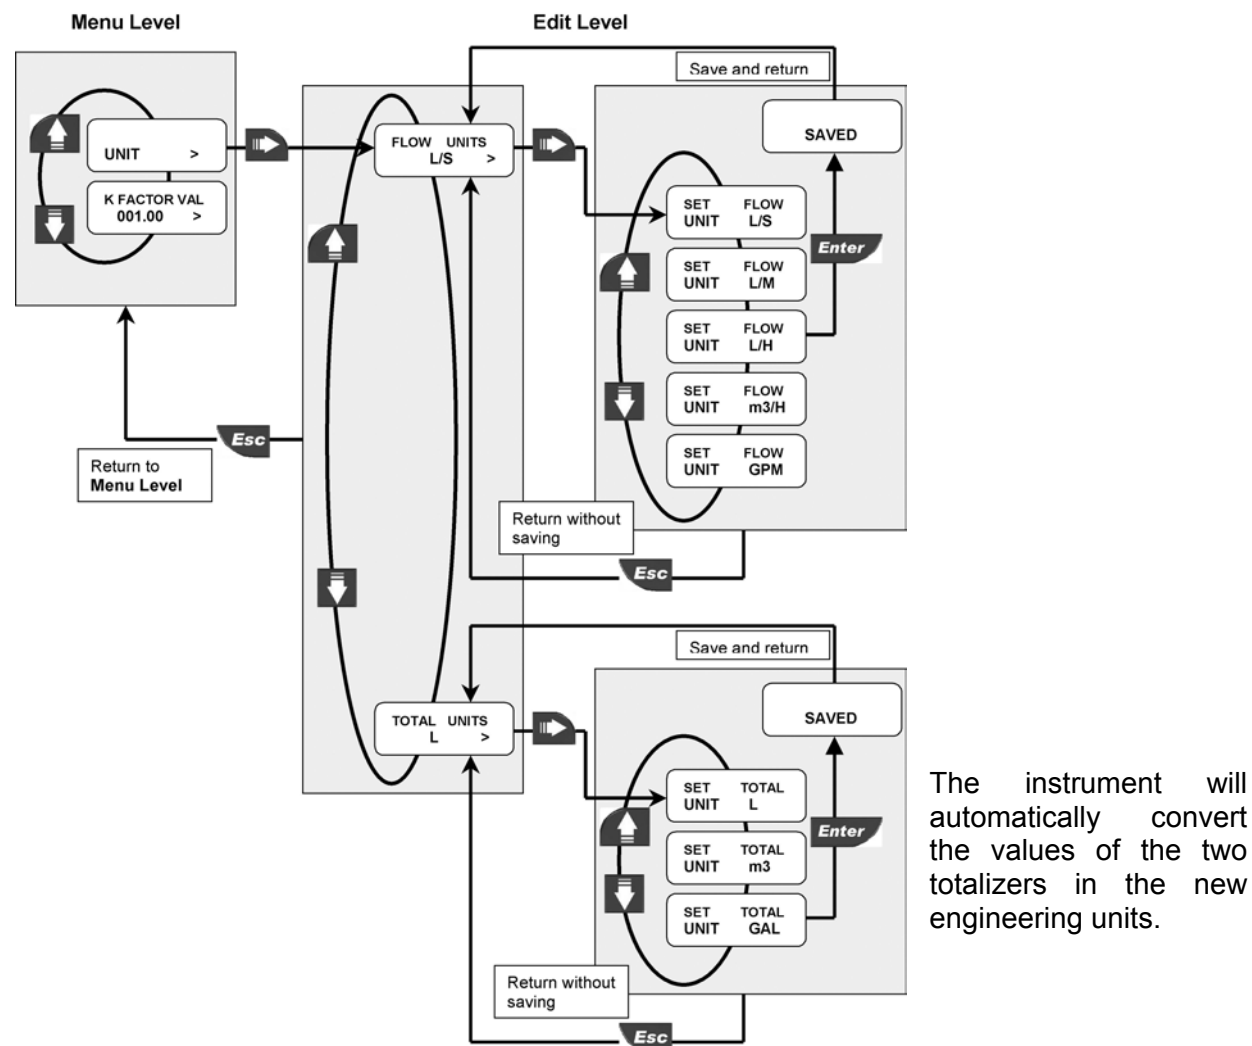 Menu Level
Edit Level
UNIT >
K FACTOR VAL
001.00 >
Esc
Return to
Menu Level
FLOW UNITS
L/S >
Save and return
SAVED
SET FLOW
UNIT L/S
SET FLOW
UNIT L/M
SET FLOW
UNIT L/H
SET FLOW
UNIT m3/H
SET FLOW
UNIT GPM
Enter
Return without
saving
Esc
TOTAL UNITS
L >
Save and return
SAVED
SET TOTAL
UNIT L
SET TOTAL
UNIT m3
SET TOTAL
UNIT GAL
Enter
Return without
saving
Esc
The instrument will
automatically convert
the values of the two
totalizers in the new
engineering units.